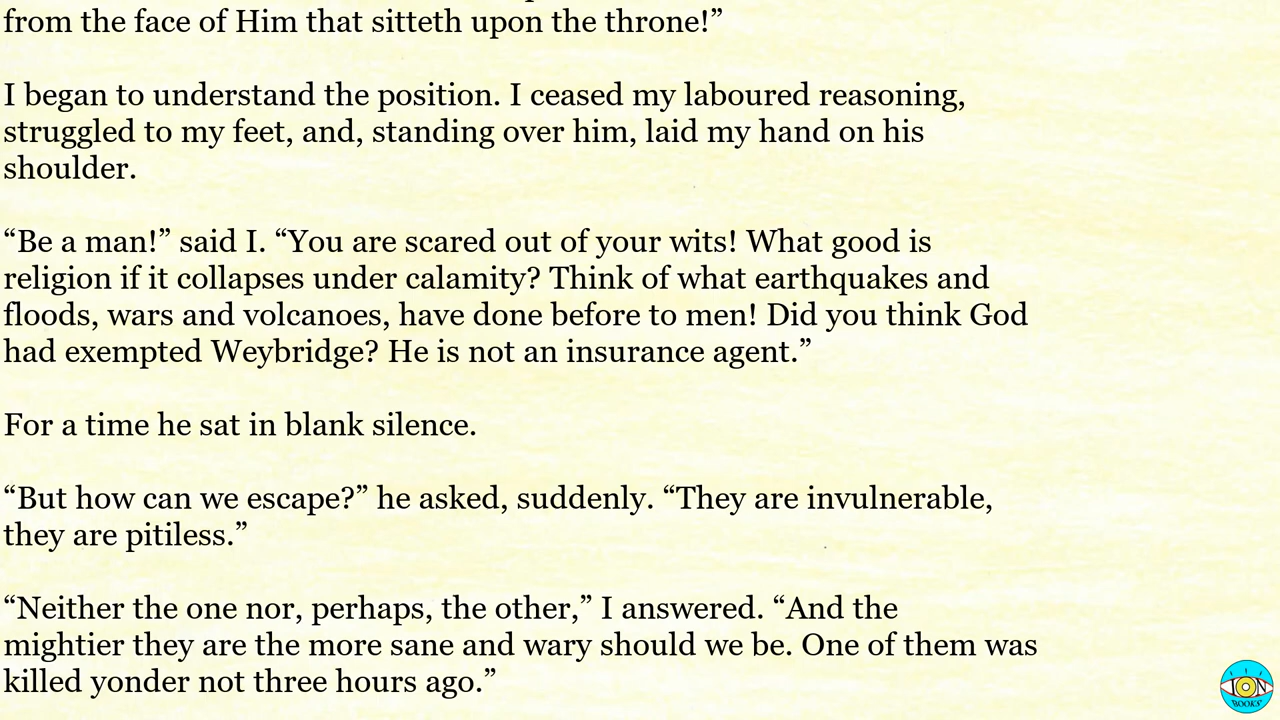 from the face of Him that sitteth upon the throne!”
I began to understand the position. I ceased my laboured reasoning,
struggled to my feet, and, standing over him, laid my hand on his
shoulder.
“Be a man!” said I. “You are scared out of your wits! What good is
religion if it collapses under calamity? Think of what earthquakes and
floods, wars and volcanoes, have done before to men! Did you think God
had exempted Weybridge? He is not an insurance agent.”
For a time he sat in blank silence.
“But how can we escape?” he asked, suddenly. “They are invulnerable,
they are pitiless.”
“Neither the one nor, perhaps, the other,” I answered. “And the
mightier they are the more sane and wary should we be. One of them was
killed yonder not three hours ago.”
ION
BOOKS